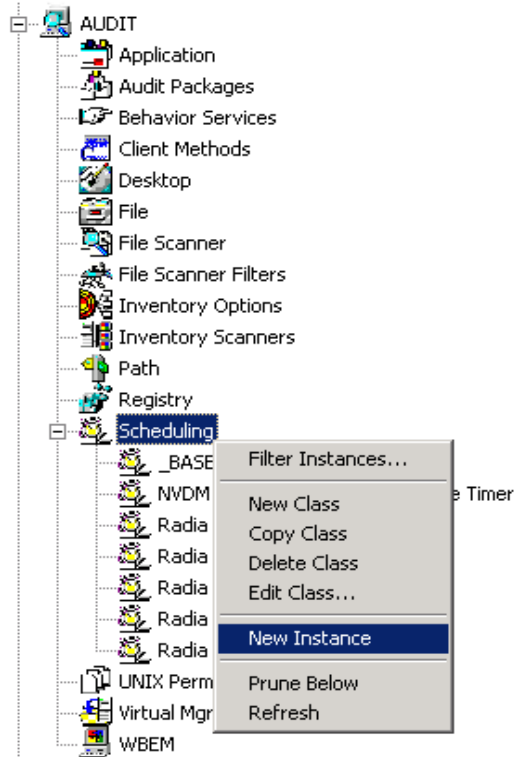 AUDIT
Application
Audit Packages
Behavior Services
Client Methods
Desktop
File
File Scanner
File Scanner Filters
Inventory Options
Inventory Scanners
Path
Registry
Scheduling
_BASE
Filter Instances...
NVDM
Timer
New Class
Radia
Copy Class
Radia
Delete Class
Radia
Edit Class...
Radia
New Instance
Radia
UNIX Perm
Prune Below
Virtual Mgr
Refresh
WBEM